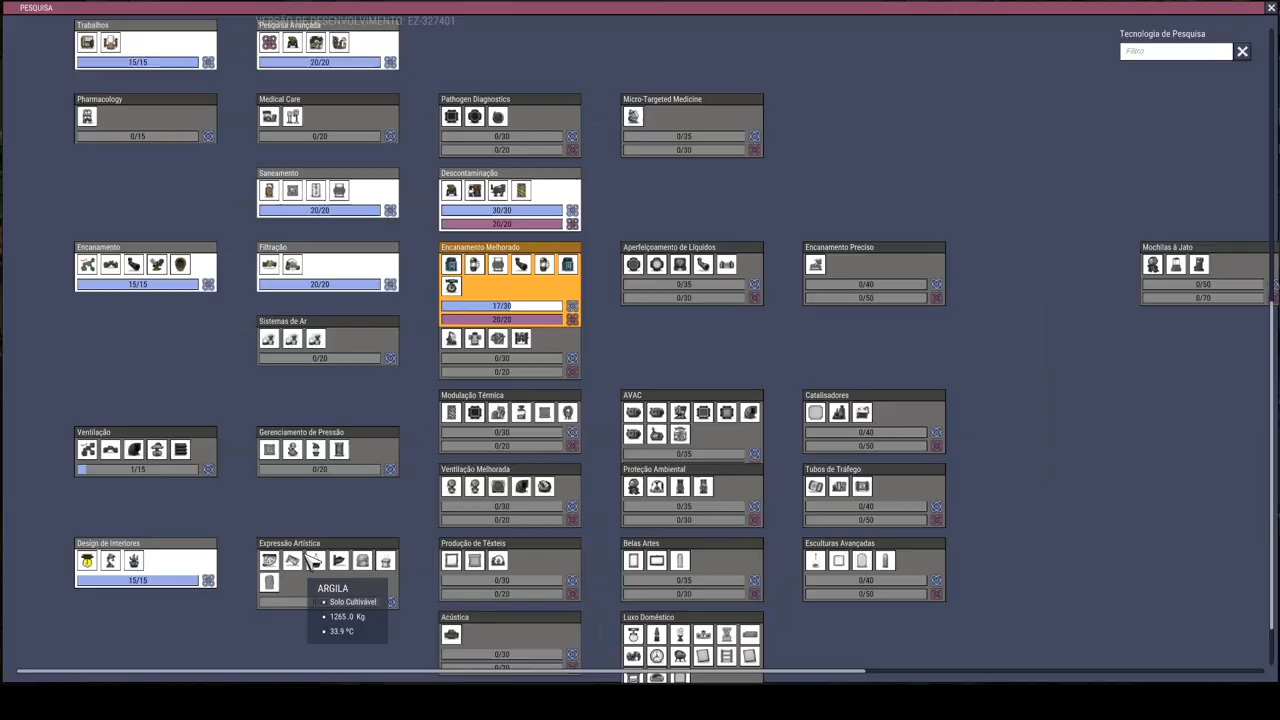 PESQUISA
VERSÃO DE DESENVOLVIMENTO: EZ-327401
Trabalhos
Pesquisa Avançada
Tecnologia de Pesquisa
Filtro
15/15
20/20
Pharmacology
Medical Care
Pathogen Diagnostics
Micro-Targeted Medicine
0/15
0/20
0/30
0/35
0/20
0/30
Saneamento
Descontaminação
20/20
30/30
20/20
Encanamento
Filtração
Encanamento Melhorado
Aperfeiçoamento de Líquidos
Encanamento Preciso
Mochilas à Jato
15/15
20/20
0/35
0/40
0/50
0/30
0/50
0/70
17/30
20/20
Sistemas de Ar
0/20
0/30
0/20
Modulação Térmica
AVAC
Catalisadores
0/30
0/40
0/20
0/50
0/35
Ventilação
Gerenciamento de Pressão
1/15
0/20
Ventilação Melhorada
Proteção Ambiental
Tubos de Tráfego
0/30
0/35
0/40
0/20
0/30
0/50
Design de Interiores
Expressão Artística
Produção de Têxteis
Belas Artes
Esculturas Avançadas
15/15
0/30
0/35
0/40
0/20
0/30
0/50
ARGILA
Solo Cultivável
1265.0 Kg
33.9 ºC
Acústica
Luxo Doméstico
0/30
0/20